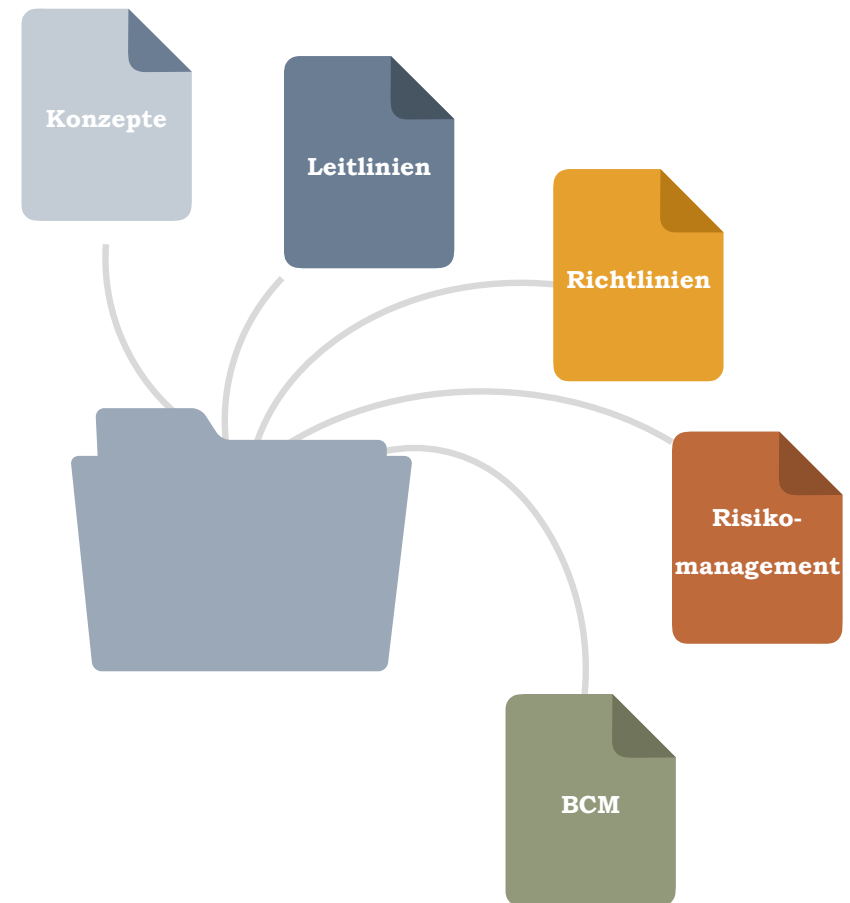 Konzepte
Leitlinien
Richtlinien
Risiko-
management
BCM